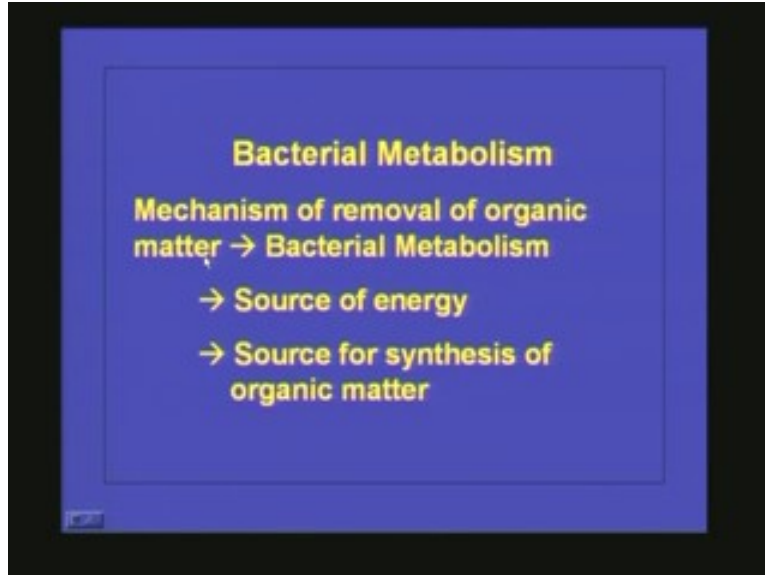 Bacterial Metabolism
Mechanism of removal of organic
matter → Bacterial Metabolism
→ Source of energy
→ Source for synthesis of
organic matter